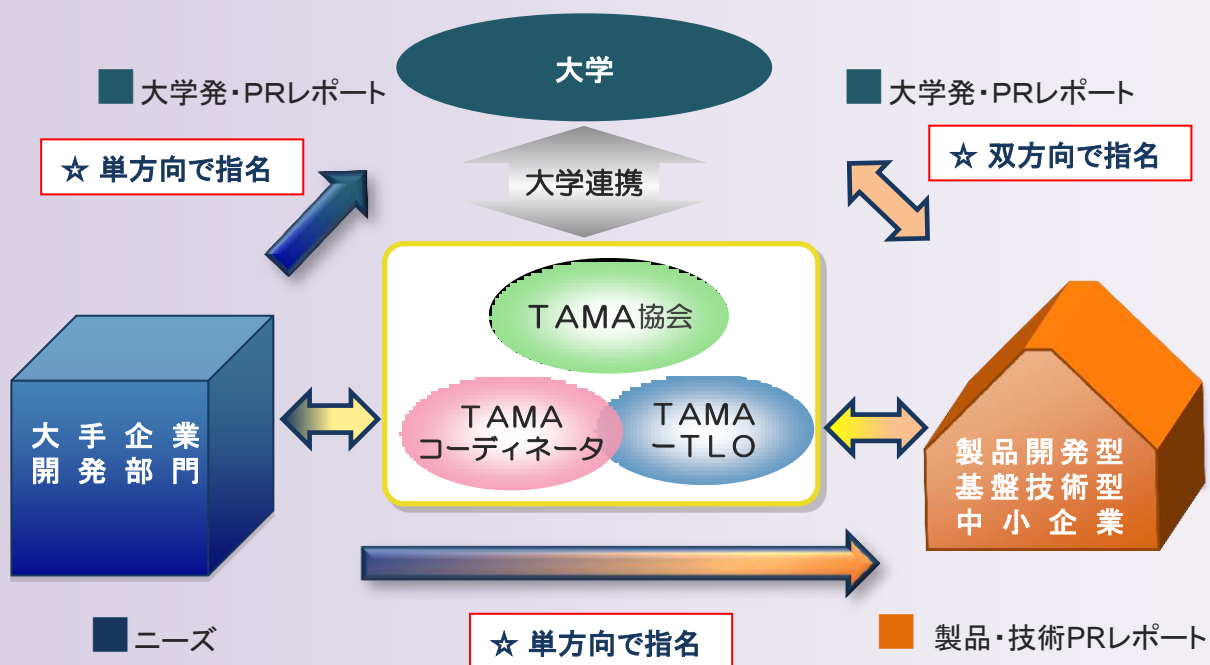 大学
大学発・PRレポート
大学発・PRレポート
☆ 単方向で指名
☆ 双方向で指名
大学連携
TAMA協会
TAMA
コーディネータ
TAMA
－TLO
大手企業
開発部門
製品開発型
基盤技術型
中小企業
ニーズ
☆ 単方向で指名
製品・技術PRレポート